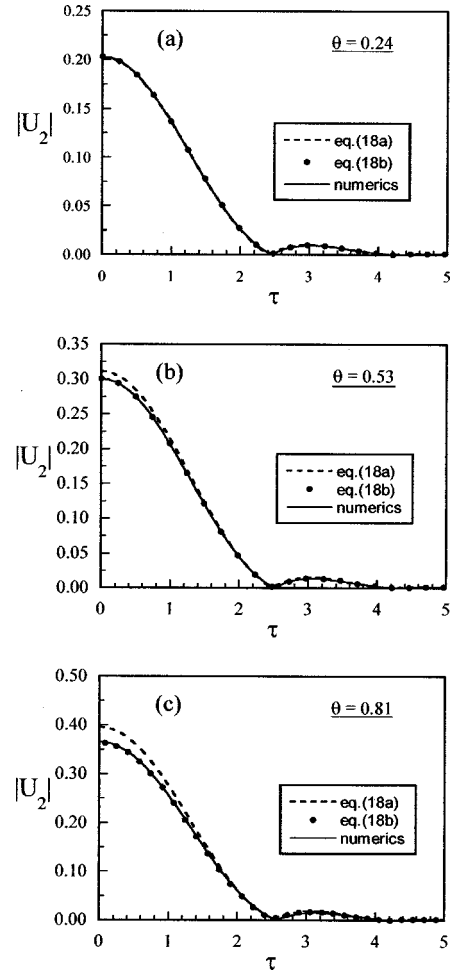 (a)
θ = 0.24
0.20
0.15
|U₂|
0.10
0.05
0.00
eq.(18a)
eq.(18b)
numerics
0 1 2 3 4 5
τ
0.35
(b)
θ = 0.53
0.30
0.25
|U₂|
0.20
0.15
0.10
0.05
0.00
eq.(18a)
eq.(18b)
numerics
0 1 2 3 4 5
τ
0.50
(c)
θ = 0.81
0.40
0.30
|U₂|
0.20
0.10
0.00
eq.(18a)
eq.(18b)
numerics
0 1 2 3 4 5
τ